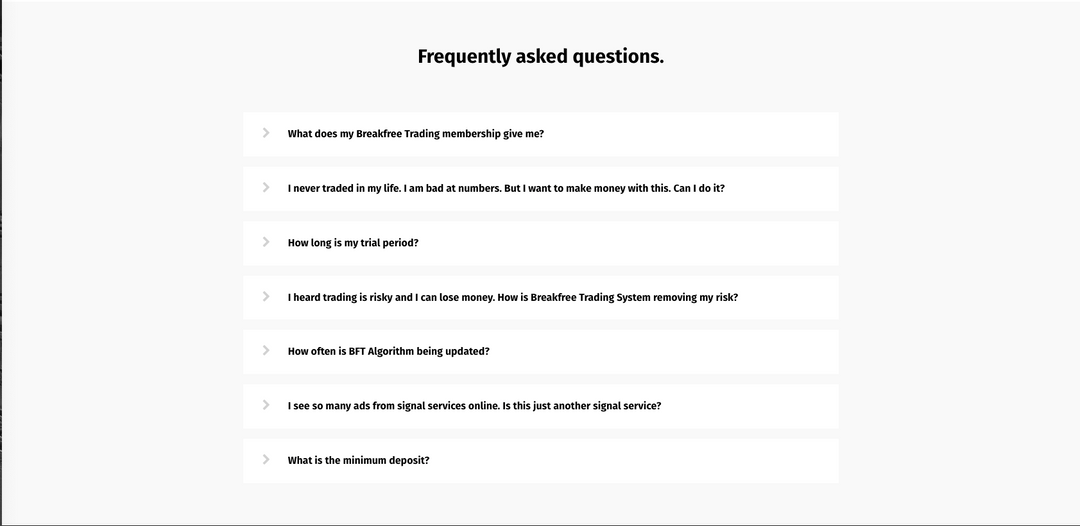 Frequently asked questions.
What does my Breakfree Trading membership give me?
I never traded in my life. I am bad at numbers. But I want to make money with this. Can I do it?
How long is my trial period?
I heard trading is risky and I can lose money. How is Breakfree Trading System removing my risk?
How often is BFT Algorithm being updated?
I see so many ads from signal services online. Is this just another signal service?
What is the minimum deposit?